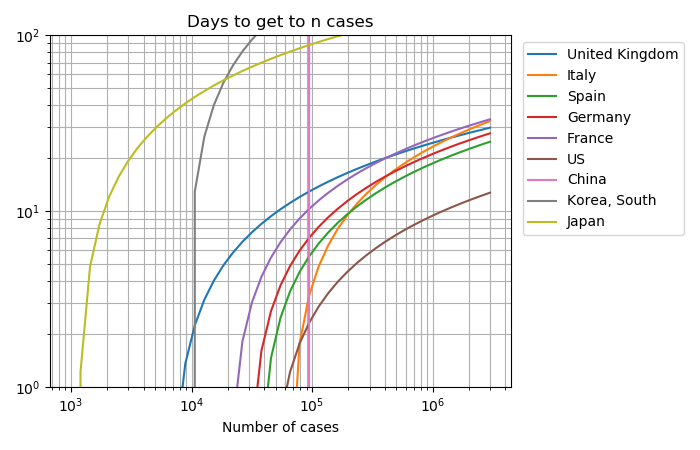 Days to get to n cases
10²
10¹
10⁰
10³
10⁴
10⁵
10⁶
Number of cases
United Kingdom
Italy
Spain
Germany
France
US
China
Korea, South
Japan